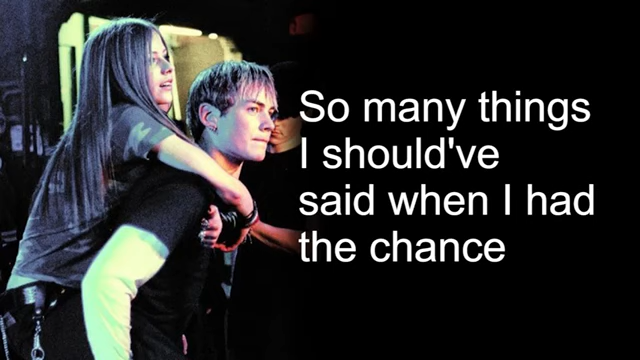 So many things
I should've
said when I had
the chance